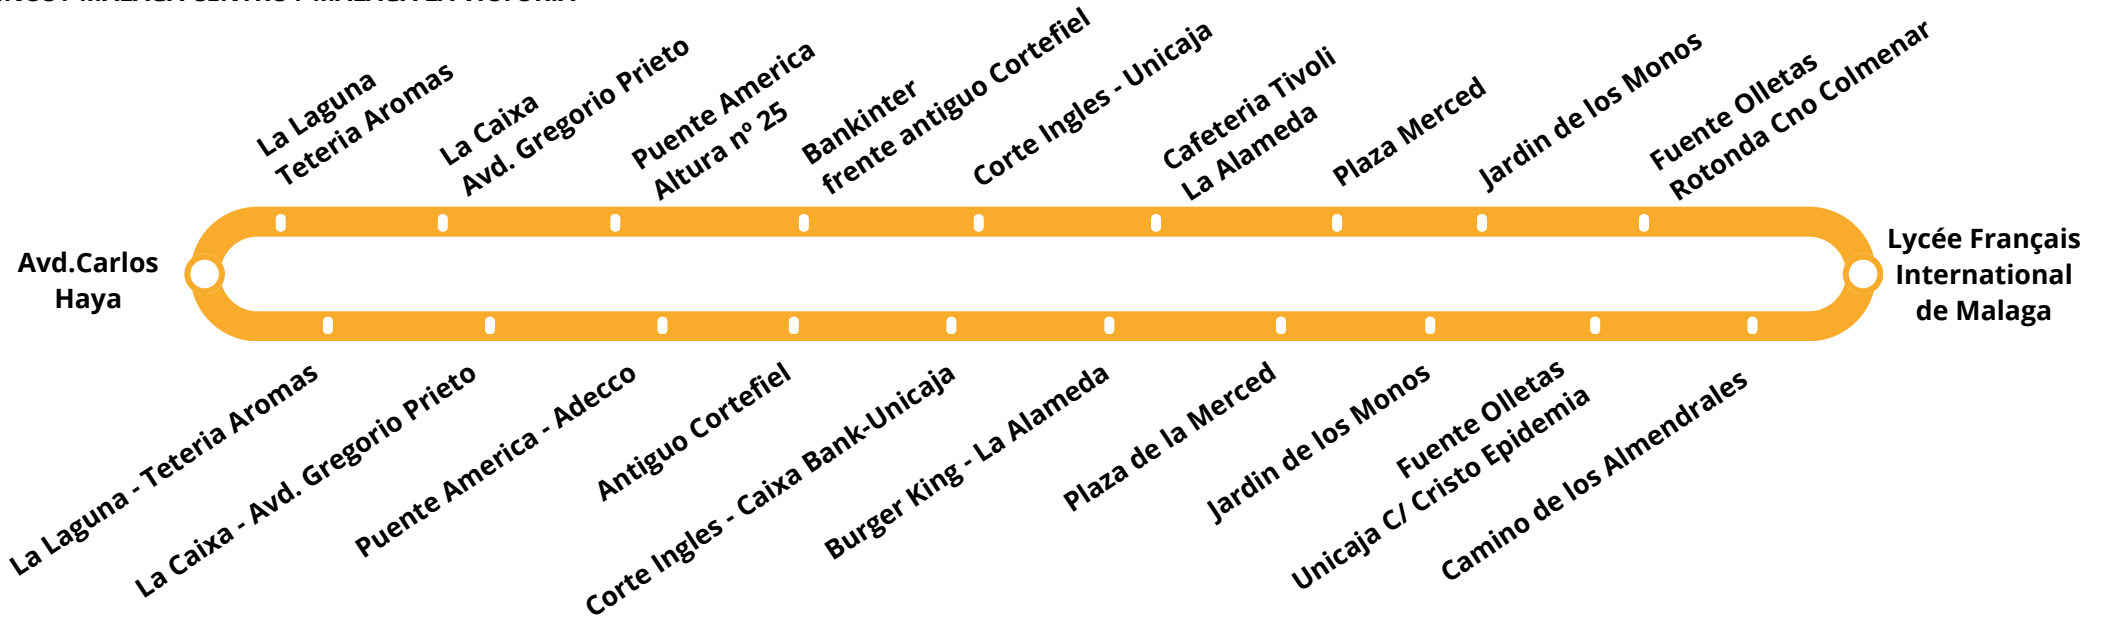 La Laguna
Teteria Aromas
La Caixa
Avd. Gregorio Prieto
Puente America
Altura nº 25
Bankinter
frente antiguo Cortefiel
Corte Ingles - Unicaja
Cafeteria Tivoli
La Alameda
Plaza Merced
Jardin de los Monos
Fuente Olletas
Rotonda Cno Colmenar
Avd.Carlos
Haya
Lycée Français
International
de Malaga
La Laguna - Teteria Aromas
La Caixa - Avd. Gregorio Prieto
Puente America - Adecco
Antiguo Cortefiel
Corte Ingles - Caixa Bank-Unicaja
Burger King - La Alameda
Plaza de la Merced
Jardin de los Monos
Fuente Olletas
Unicaja C/ Cristo Epidemia
Camino de los Almendrales